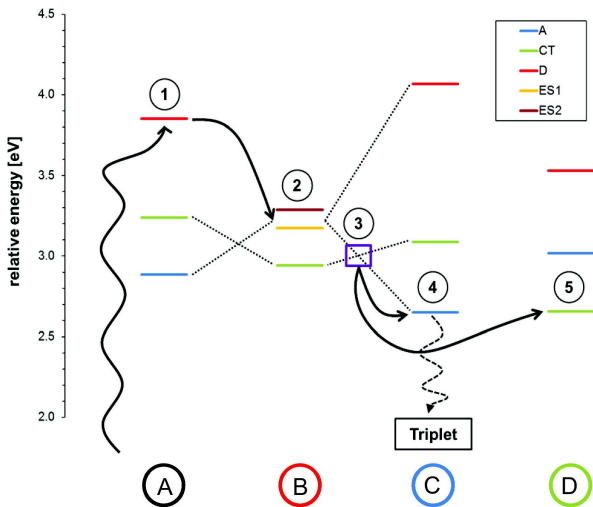 4.5
4.0
3.5
3.0
2.5
2.0
relative energy [eV]
A
CT
D
ES1
ES2
1
2
3
4
5
Triplet
A
B
C
D